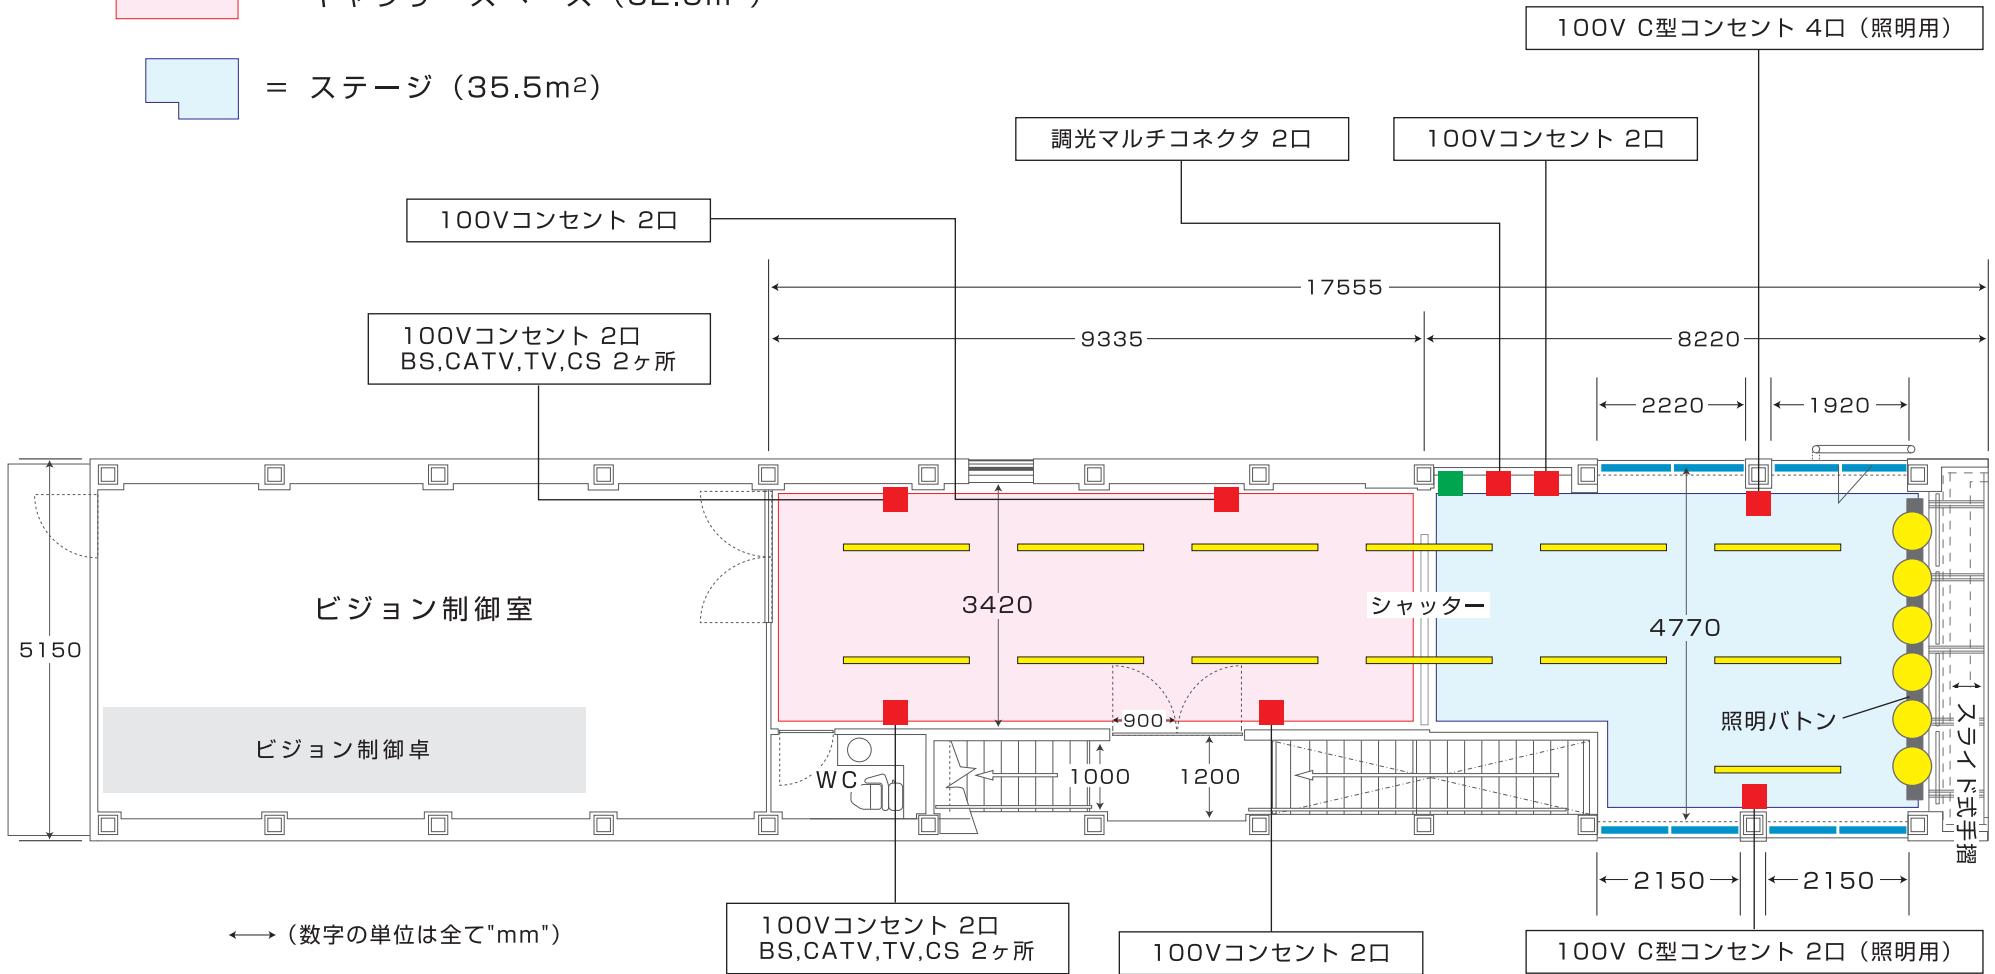 100V C型コンセント 4口（照明用）
= ステージ（35.5m²）
調光マルチコネクタ 2口
100Vコンセント 2口
100Vコンセント 2口
17555
100Vコンセント 2口
BS,CATV,TV,CS 2ヶ所
9335
8220
2220
1920
ビジョン制御室
3420
シャッター
4770
5150
900
照明バトン
スライド式手摺
ビジョン制御卓
WC
1000
1200
2150
2150
（数字の単位は全て"mm"）
100Vコンセント 2口
BS,CATV,TV,CS 2ヶ所
100Vコンセント 2口
100V C型コンセント 2口（照明用）